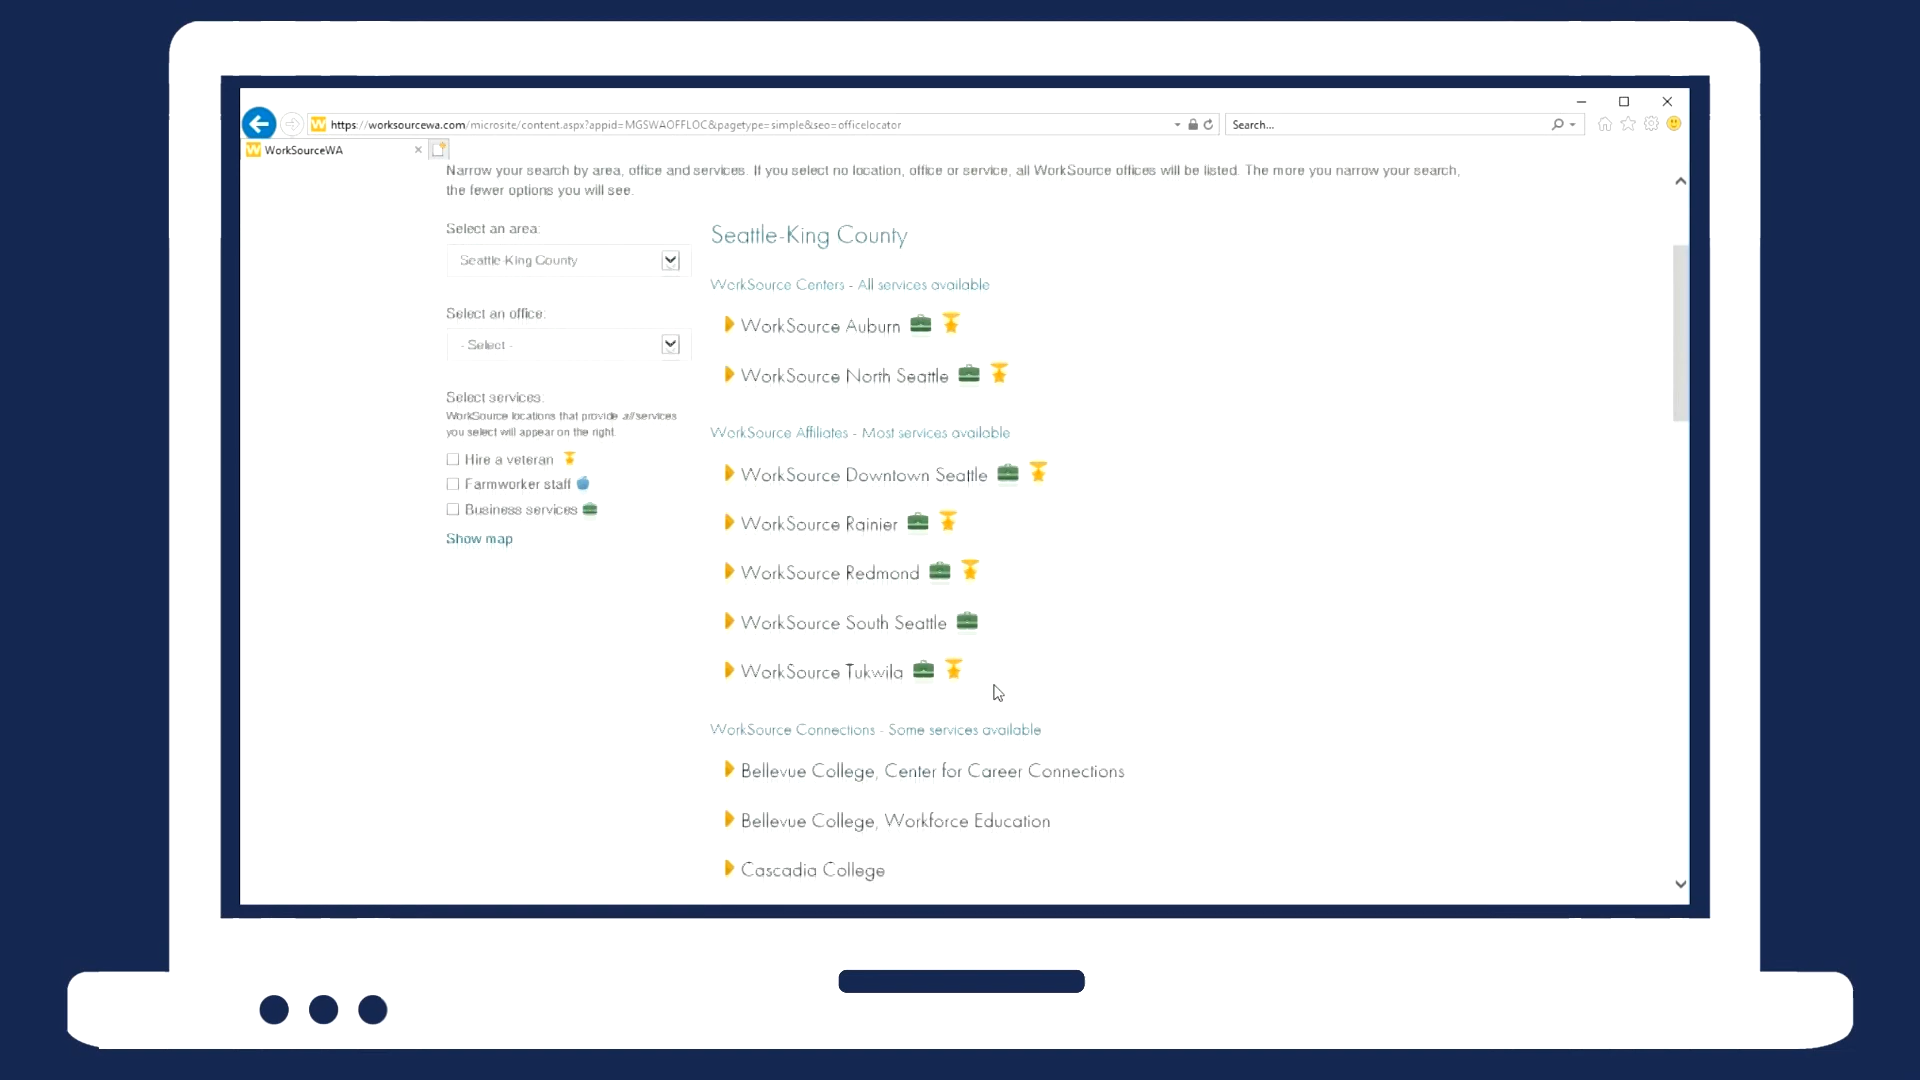 https://worksourcewa.com/microsite/content.aspx?appid=MGSWAOFFLOC&pagetype=simple&seo=officelocator
Search...
WorkSourceWA
Narrow your search by area, office and services. If you select no location, office or service, all WorkSource offices will be listed. The more you narrow your search,
the fewer options you will see.
Select an area:
Seattle-King County
Select an office:
- Select -
Select services.
WorkSource locations that provide all services
you select will appear on the right.
Hire a veteran
Farmworker staff
Business services
Show map
Seattle-King County
WorkSource Centers - All services available
WorkSource Auburn
WorkSource North Seattle
WorkSource Affiliates - Most services available
WorkSource Downtown Seattle
WorkSource Rainier
WorkSource Redmond
WorkSource South Seattle
WorkSource Tukwila
WorkSource Connections - Some services available
Bellevue College, Center for Career Connections
Bellevue College, Workforce Education
Cascadia College